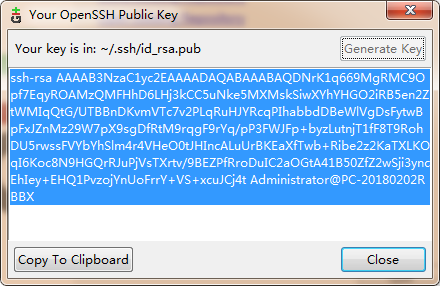 Your OpenSSH Public Key
Your key is in: ~/.ssh/id_rsa.pub
Generate Key
ssh-rsa AAAAB3NzaC1yc2EAAAADAQABAAABAQDNrK1q669MgRMC9O
pf7EqyROAMzQMFHhD6LHj3kCC5uNke5MXMskSiwXYhYHGO2iRB5en2Z
tWMIqQtG/UTBBnDKvmVTc7v2PLqRuHJYRcqPIhabbdDBeWlVgDsFytwB
pFxJZnMz29W7pX9sgDfRtM9rqgF9rYq/pP3FWJFp+byzLutnjT1fF8T9Roh
DU5rwssFVYbYhSlm4r4VHeO0tJHIncALuUrBKEaXfTwb+Ribe2z2KaTXLKO
qI6Koc8N9HGQrRJuPjVsTXrtv/9BEZPfRroDuIC2aOGtA41B50ZfZ2wSji3ync
EhIey+EHQ1PvzojYnUoFrrY+VS+xcuJCj4t Administrator@PC-20180202R
BBX
Copy To Clipboard
Close